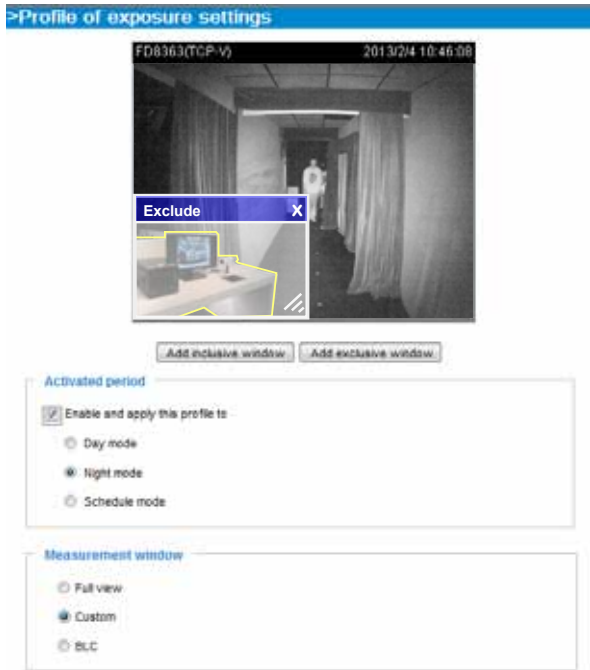 >Profile of exposure settings
FD8363(TCP-V) 2013/2/4 10:46:08
Exclude X
Add inclusive window Add exclusive window
Activated period
Enable and apply this profile to
Day mode
Night mode
Schedule mode
Measurement window
Full view
Custom
BLC